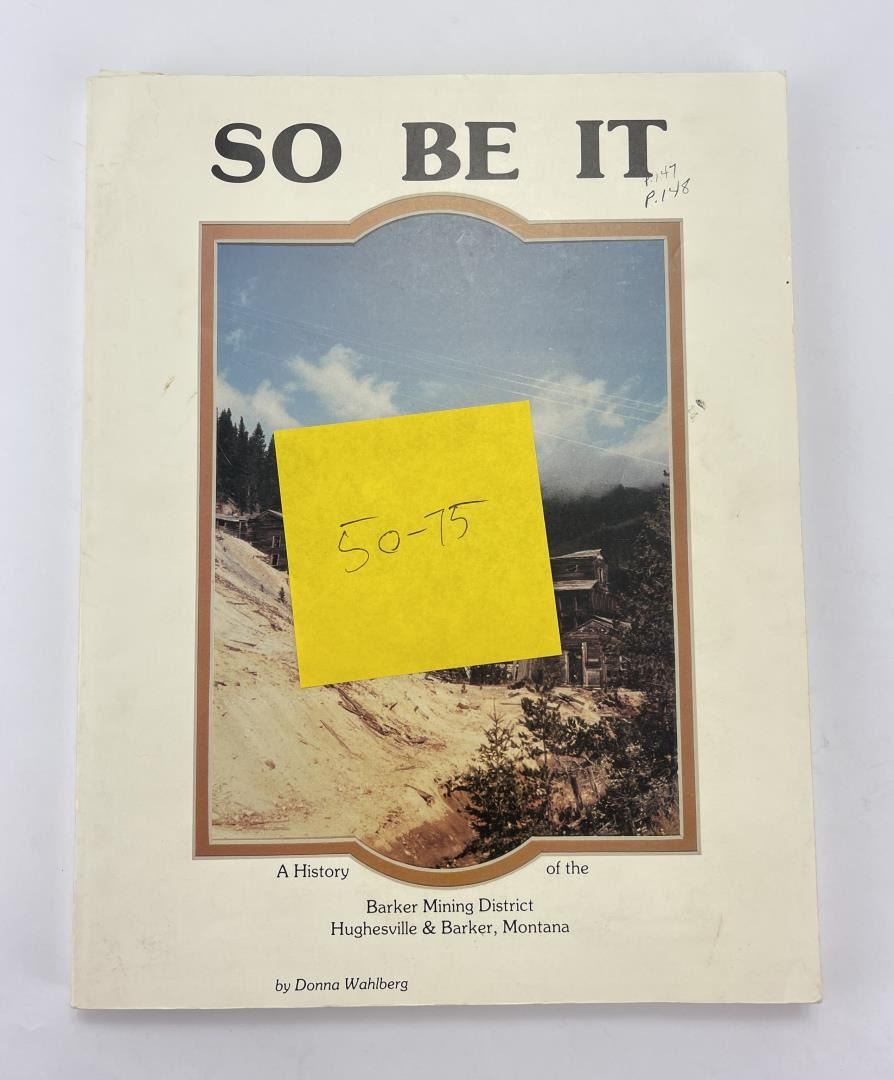 SO BE IT
P.147
P.148
50-75
A History of the
Barker Mining District
Hughesville & Barker, Montana
by Donna Wahlberg